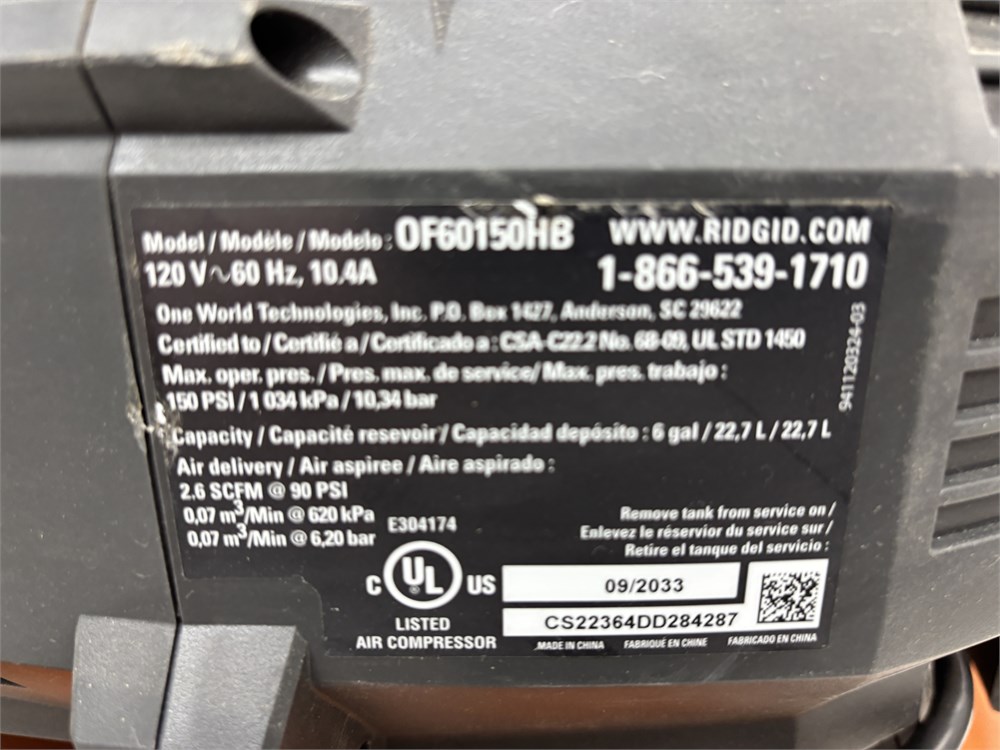 Model / Modèle / Modelo : OF60150HB
WWW.RIDGID.COM
120 V ~ 60 Hz, 10.4A
1-866-539-1710
One World Technologies, Inc. P.O. Box 1427, Anderson, SC 29622
Certified to / Certifié a / Certificado a : CSA-C22.2 No. 68-09, UL STD 1450
Max. oper. pres. / Pres. max. de service/ Max. pres. trabajo :
150 PSI / 1 034 kPa / 10,34 bar
Capacity / Capacité resevoir / Capacidad depósito : 6 gal / 22,7 L / 22,7 L
Air delivery / Air aspiree / Aire aspirado :
2.6 SCFM @ 90 PSI
0,07 m³/Min @ 620 kPa
0,07 m³/Min @ 6,20 bar
E304174
C UL US
LISTED
AIR COMPRESSOR
Remove tank from service on /
Enlevez le réservior du service sur /
Retire el tanque del servicio :
09/2033
CS22364DD284287
MADE IN CHINA FABRIQUÉ EN CHINE FABRICADO EN CHINA
941120324-03